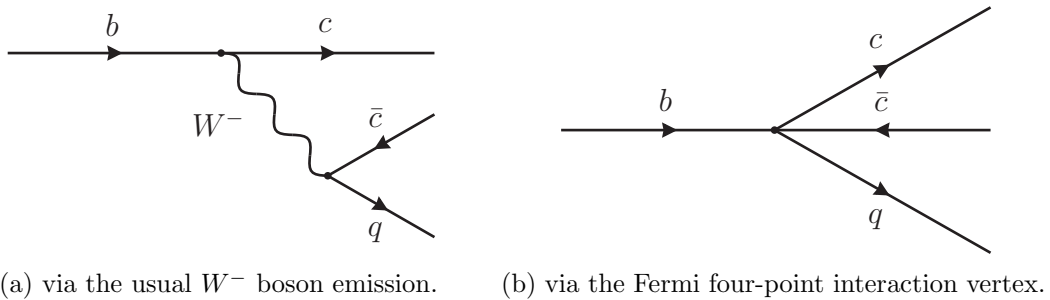 b
c
W⁻
c̄
q
(a) via the usual W⁻ boson emission.
b
c
c̄
q
(b) via the Fermi four-point interaction vertex.